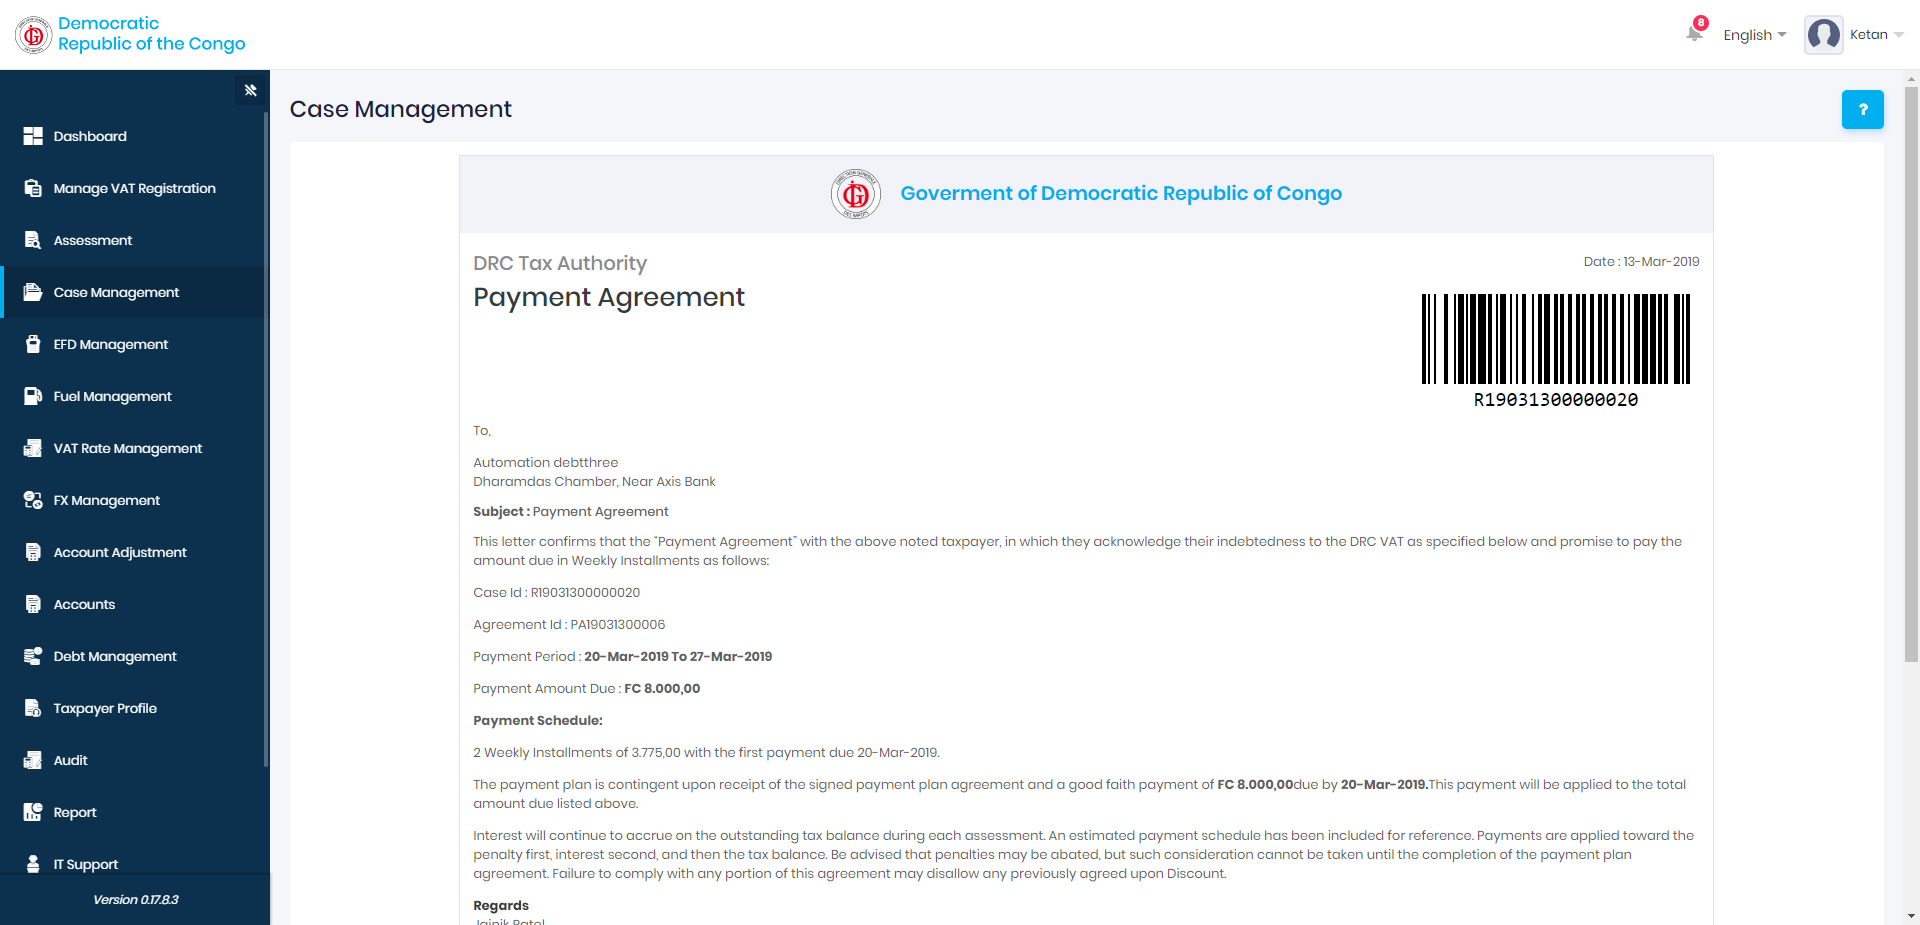 Democratic
Republic of the Congo
8
English
Ketan
Dashboard
Manage VAT Registration
Assessment
Case Management
EFD Management
Fuel Management
VAT Rate Management
FX Management
Account Adjustment
Accounts
Debt Management
Taxpayer Profile
Audit
Report
IT Support
Version 0.17.8.3
Case Management
?
Goverment of Democratic Republic of Congo
DRC Tax Authority
Date : 13-Mar-2019
Payment Agreement
R19031300000020
To,
Automation debtthree
Dharamdas Chamber, Near Axis Bank
Subject : Payment Agreement
This letter confirms that the "Payment Agreement" with the above noted taxpayer, in which they acknowledge their indebtedness to the DRC VAT as specified below and promise to pay the
amount due in Weekly Installments as follows:
Case Id : R19031300000020
Agreement Id : PA19031300006
Payment Period : 20-Mar-2019 To 27-Mar-2019
Payment Amount Due : FC 8.000,00
Payment Schedule:
2 Weekly Installments of 3.775,00 with the first payment due 20-Mar-2019.
The payment plan is contingent upon receipt of the signed payment plan agreement and a good faith payment of FC 8.000,00due by 20-Mar-2019.This payment will be applied to the total
amount due listed above.
Interest will continue to accrue on the outstanding tax balance during each assessment. An estimated payment schedule has been included for reference. Payments are applied toward the
penalty first, interest second, and then the tax balance. Be advised that penalties may be abated, but such consideration cannot be taken until the completion of the payment plan
agreement. Failure to comply with any portion of this agreement may disallow any previously agreed upon Discount.
Regards
Jainik Patel